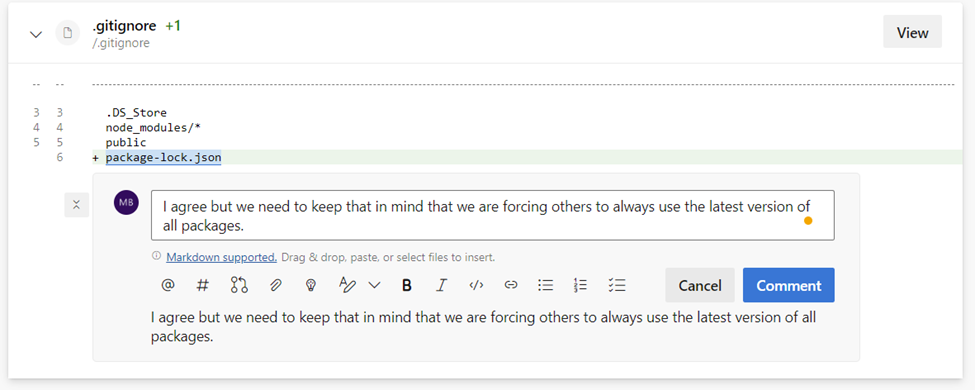 .gitignore +1
/.gitignore
View
-- --
3 3 .DS_Store
4 4 node_modules/*
5 5 public
6 + package-lock.json
MB
I agree but we need to keep that in mind that we are forcing others to always use the latest version of
all packages.
Markdown supported. Drag & drop, paste, or select files to insert.
Cancel
Comment
I agree but we need to keep that in mind that we are forcing others to always use the latest version of all
packages.